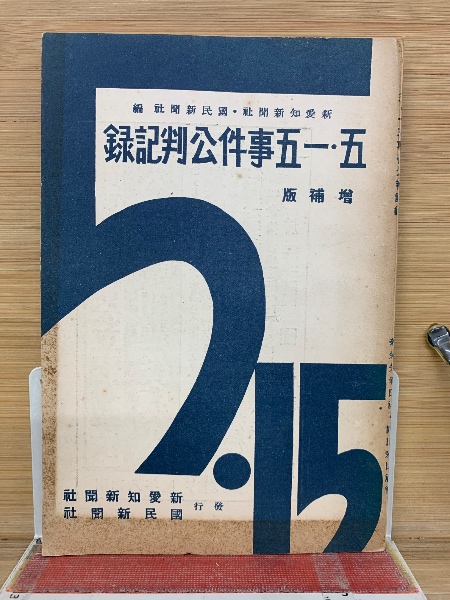 新愛知新聞社・國民新聞社 編
五・一五事件公判記録
増補版
5.15
新愛知新聞社
國民新聞社
發行